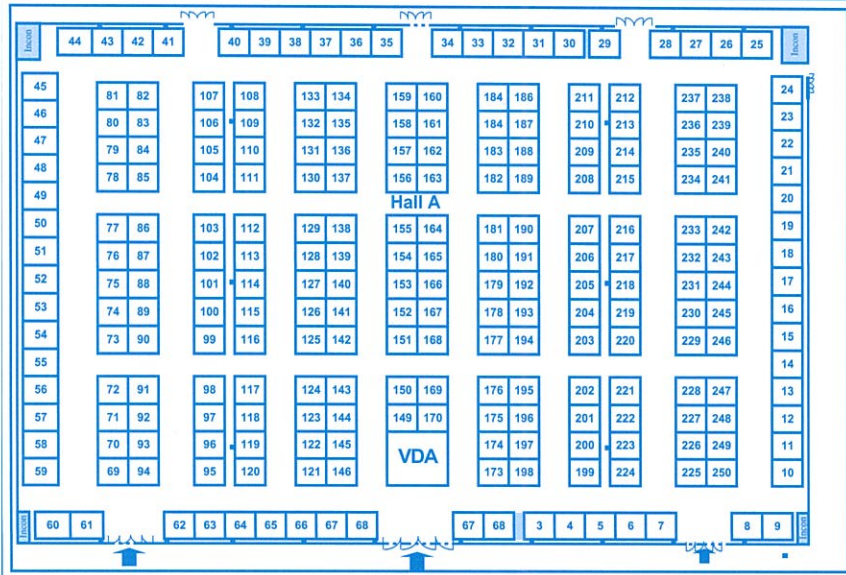 Incon 44 43 42 41 40 39 38 37 36 35 34 33 32 31 30 29 28 27 26 25 Incon
45 81 82 107 108 133 134 159 160 184 186 211 212 237 238 24
46 80 83 106 109 132 135 158 161 184 187 210 213 236 239 23
47 79 84 105 110 131 136 157 162 183 188 209 214 235 240 22
48 78 85 104 111 130 137 156 163 182 189 208 215 234 241 21
49 Hall A 20
50 77 86 103 112 129 138 155 164 181 190 207 216 233 242 19
51 76 87 102 113 128 139 154 165 180 191 206 217 232 243 18
52 75 88 101 114 127 140 153 166 179 192 205 218 231 244 17
53 74 89 100 115 126 141 152 167 178 193 204 219 230 245 16
54 73 90 99 116 125 142 151 168 177 194 203 220 229 246 15
55 14
56 72 91 98 117 124 143 150 169 176 195 202 221 228 247 13
57 71 92 97 118 123 144 149 170 175 196 201 222 227 248 12
58 70 93 96 119 122 145 VDA 174 197 200 223 226 249 11
59 69 94 95 120 121 146 173 198 199 224 225 250 10
Incon 60 61 62 63 64 65 66 67 68 67 68 3 4 5 6 7 8 9 Incon